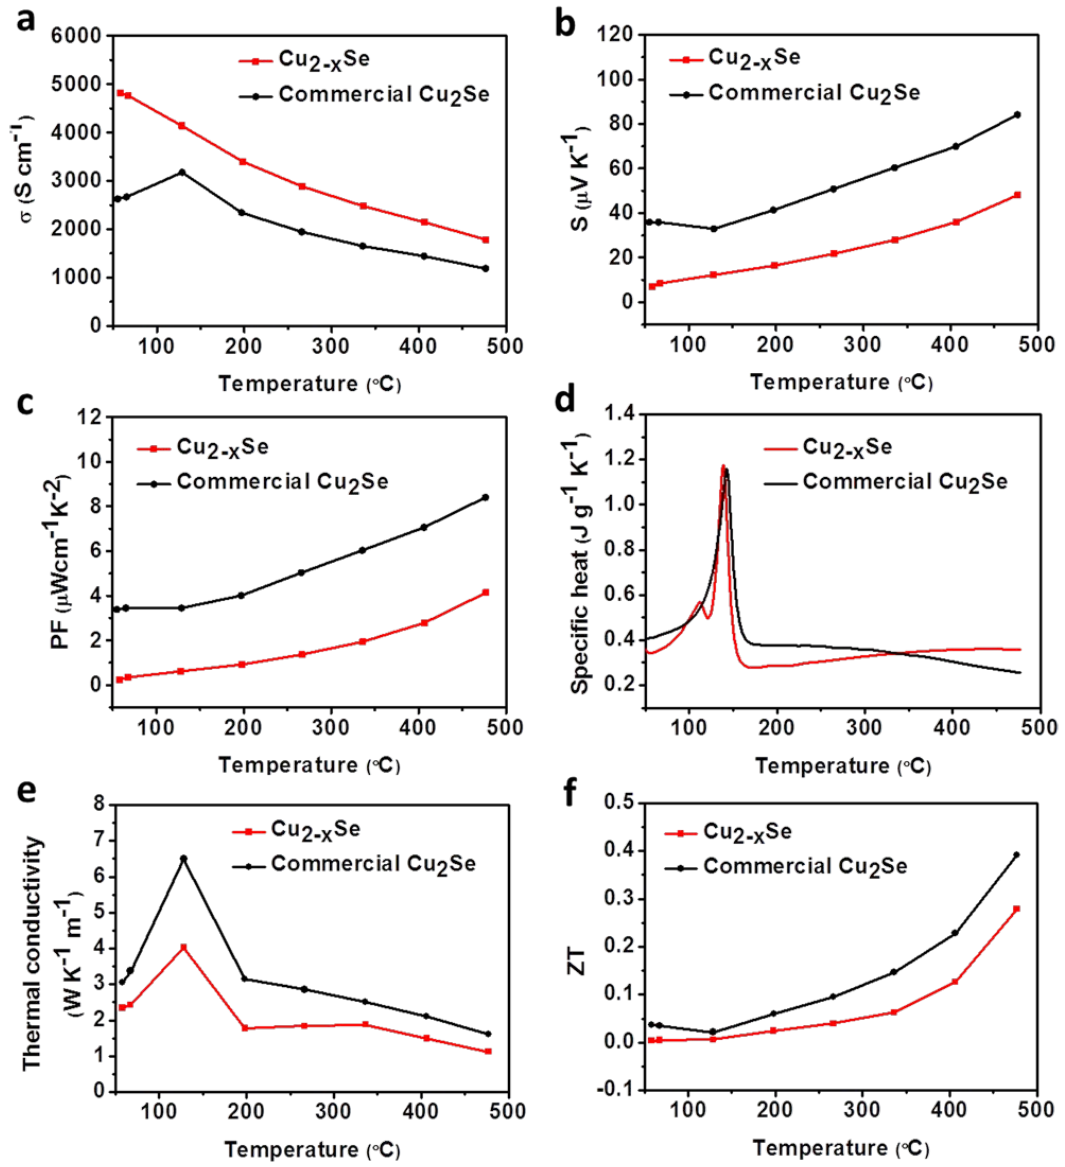 a
6000
5000
4000
3000
2000
1000
0
σ (S cm⁻¹)
Cu₂₋ₓSe
Commercial Cu₂Se
100 200 300 400 500
Temperature (°C)
b
120
100
80
60
40
20
0
S (μV K⁻¹)
Cu₂₋ₓSe
Commercial Cu₂Se
100 200 300 400 500
Temperature (°C)
c
12
10
8
6
4
2
0
PF (μWcm⁻¹K⁻²)
Cu₂₋ₓSe
Commercial Cu₂Se
100 200 300 400 500
Temperature (°C)
d
1.4
1.2
1.0
0.8
0.6
0.4
0.2
Specific heat (J g⁻¹ K⁻¹)
Cu₂₋ₓSe
Commercial Cu₂Se
100 200 300 400 500
Temperature (°C)
e
8
7
6
5
4
3
2
1
0
Thermal conductivity
(W K⁻¹ m⁻¹)
Cu₂₋ₓSe
Commercial Cu₂Se
100 200 300 400 500
Temperature (°C)
f
0.5
0.4
0.3
0.2
0.1
0.0
-0.1
ZT
Cu₂₋ₓSe
Commercial Cu₂Se
100 200 300 400 500
Temperature (°C)